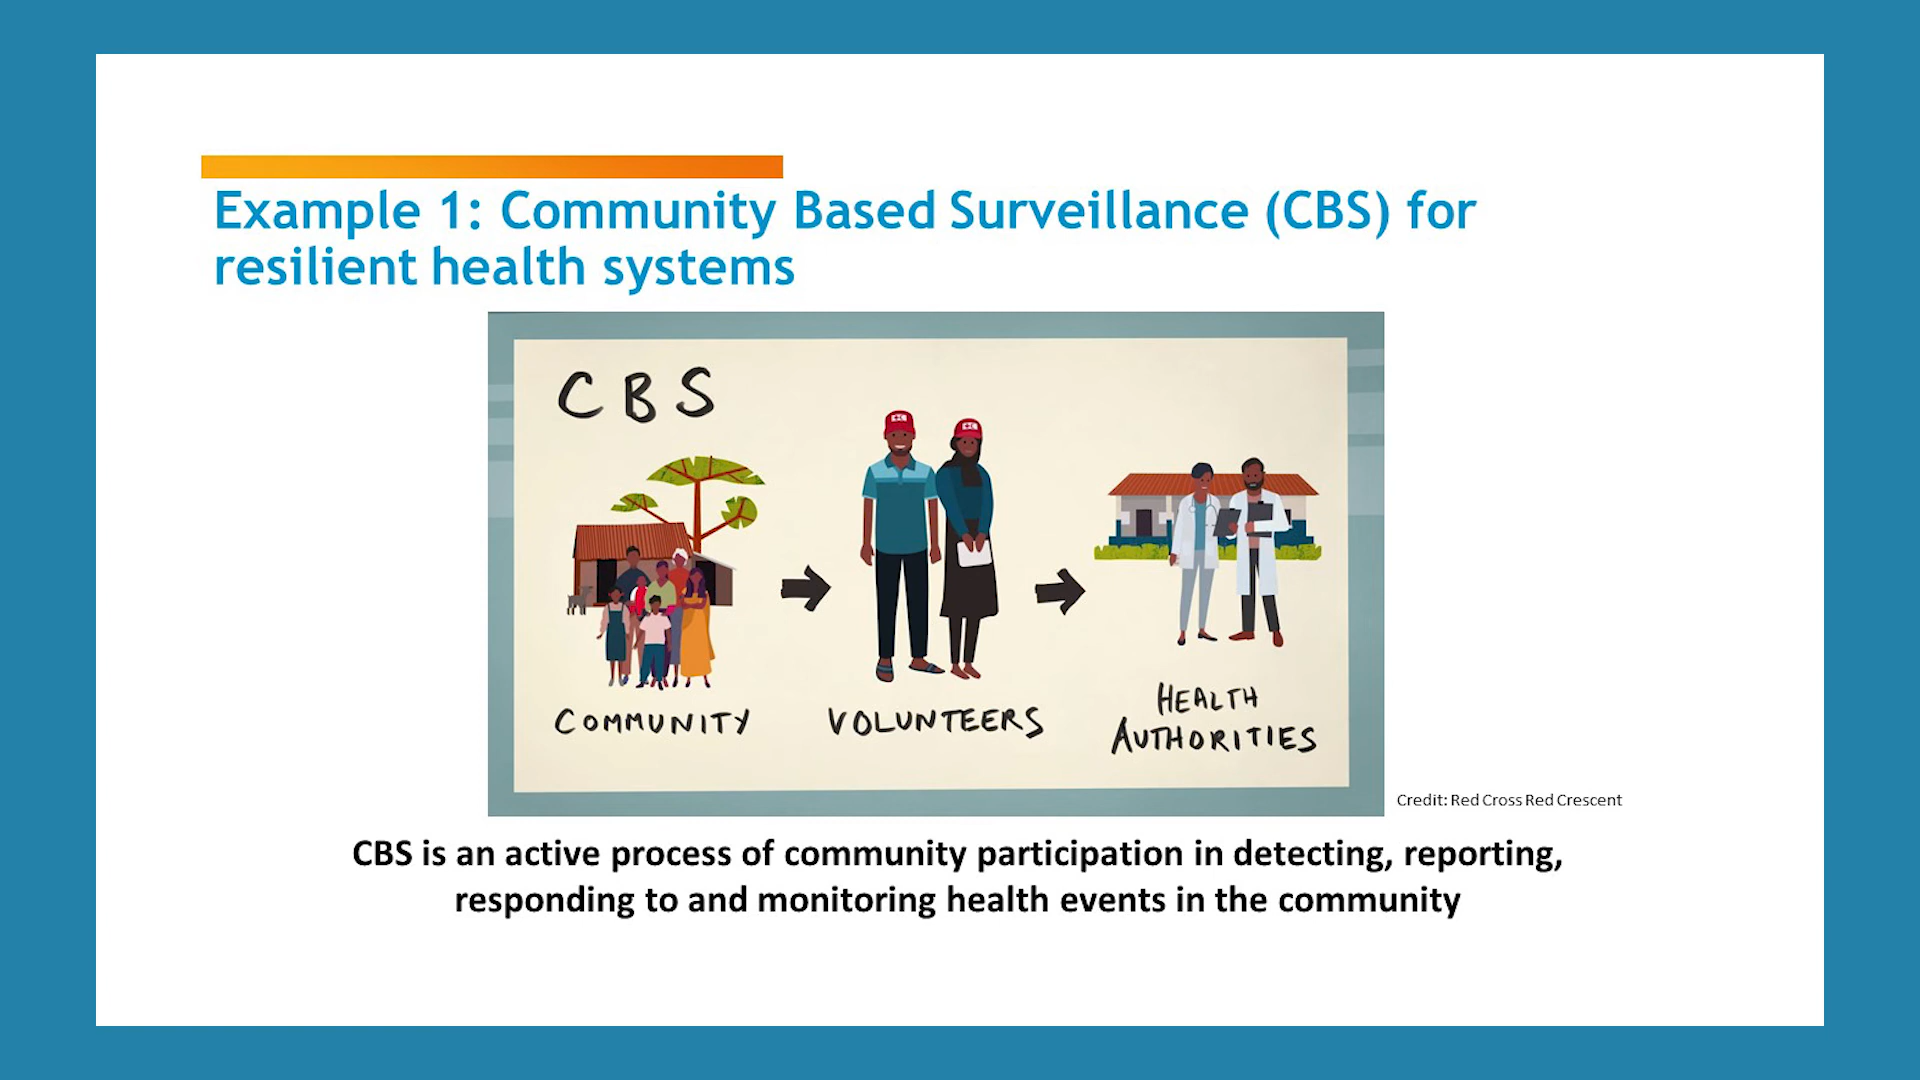 Example 1: Community Based Surveillance (CBS) for
resilient health systems
CBS
COMMUNITY
VOLUNTEERS
HEALTH
AUTHORITIES
Credit: Red Cross Red Crescent
CBS is an active process of community participation in detecting, reporting,
responding to and monitoring health events in the community